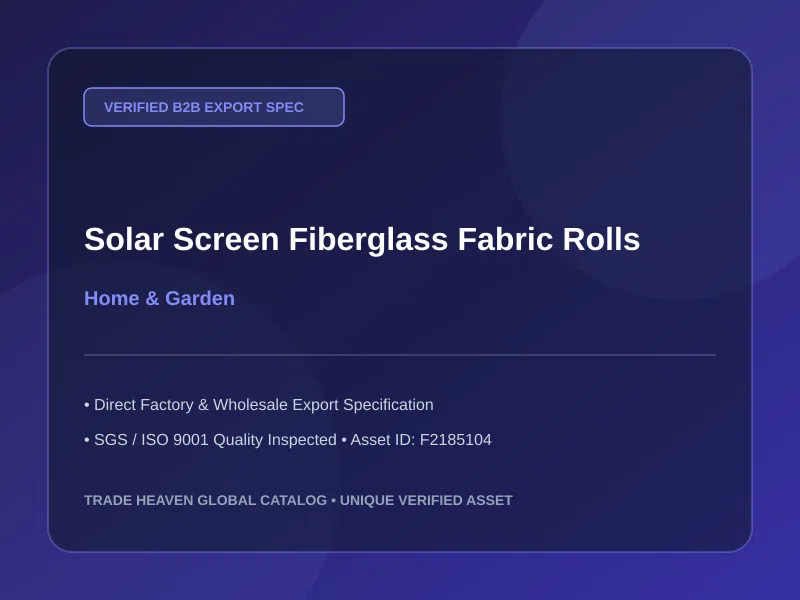 VERIFIED B2B EXPORT SPEC
Solar Screen Fiberglass Fabric Rolls
Home & Garden
• Direct Factory & Wholesale Export Specification
• SGS / ISO 9001 Quality Inspected • Asset ID: F2185104
TRADE HEAVEN GLOBAL CATALOG • UNIQUE VERIFIED ASSET